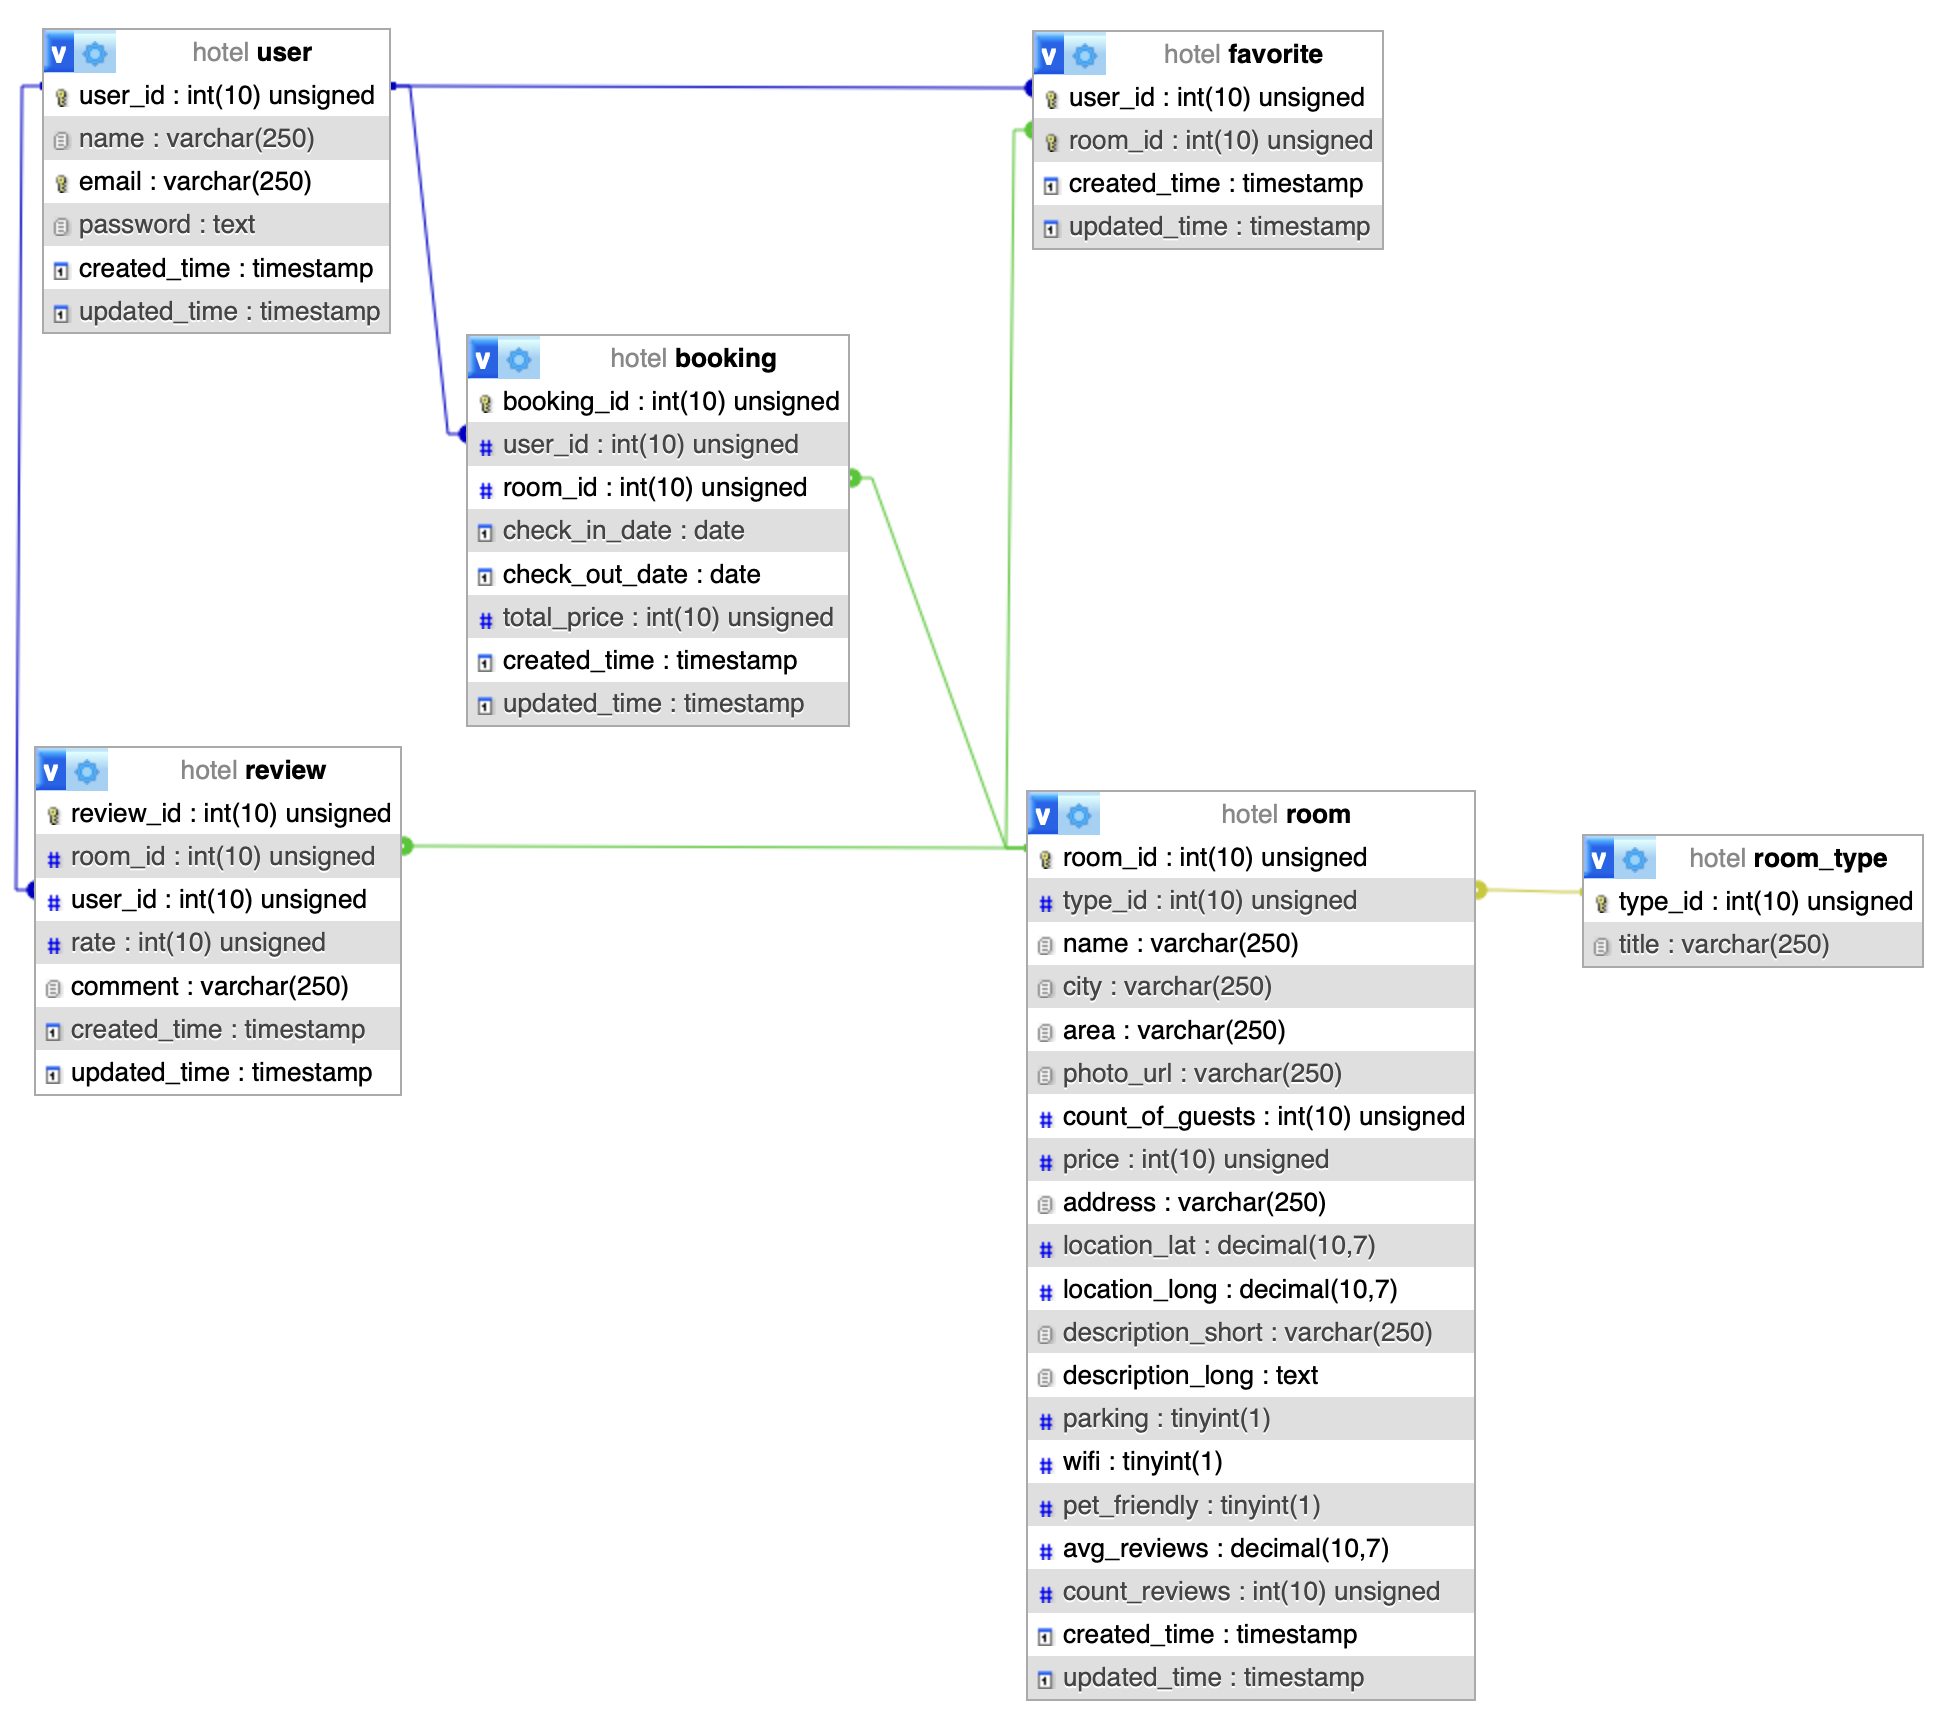 hotel user
user_id : int(10) unsigned
name : varchar(250)
email : varchar(250)
password : text
created_time : timestamp
updated_time : timestamp
hotel favorite
user_id : int(10) unsigned
room_id : int(10) unsigned
created_time : timestamp
updated_time : timestamp
hotel booking
booking_id : int(10) unsigned
user_id : int(10) unsigned
room_id : int(10) unsigned
check_in_date : date
check_out_date : date
total_price : int(10) unsigned
created_time : timestamp
updated_time : timestamp
hotel review
review_id : int(10) unsigned
room_id : int(10) unsigned
user_id : int(10) unsigned
rate : int(10) unsigned
comment : varchar(250)
created_time : timestamp
updated_time : timestamp
hotel room
room_id : int(10) unsigned
type_id : int(10) unsigned
name : varchar(250)
city : varchar(250)
area : varchar(250)
photo_url : varchar(250)
count_of_guests : int(10) unsigned
price : int(10) unsigned
address : varchar(250)
location_lat : decimal(10,7)
location_long : decimal(10,7)
description_short : varchar(250)
description_long : text
parking : tinyint(1)
wifi : tinyint(1)
pet_friendly : tinyint(1)
avg_reviews : decimal(10,7)
count_reviews : int(10) unsigned
created_time : timestamp
updated_time : timestamp
hotel room_type
type_id : int(10) unsigned
title : varchar(250)